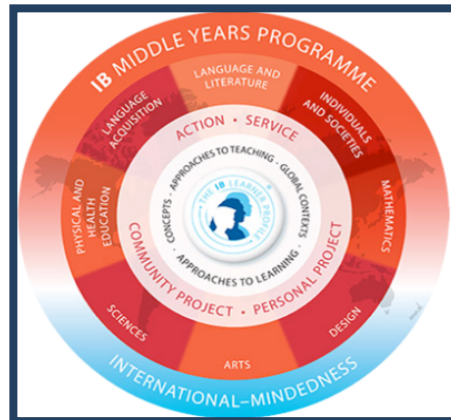 IB MIDDLE YEARS PROGRAMME
LANGUAGE AND
LITERATURE
LANGUAGE
ACQUISITION
INDIVIDUALS
AND SOCIETIES
PHYSICAL AND
HEALTH
EDUCATION
MATHEMATICS
SCIENCES
ARTS
DESIGN
ACTION • SERVICE
COMMUNITY PROJECT • PERSONAL PROJECT
CONCEPTS • APPROACHES TO TEACHING • GLOBAL CONTEXTS
• APPROACHES TO LEARNING •
THE IB LEARNER PROFILE
INTERNATIONAL–MINDEDNESS